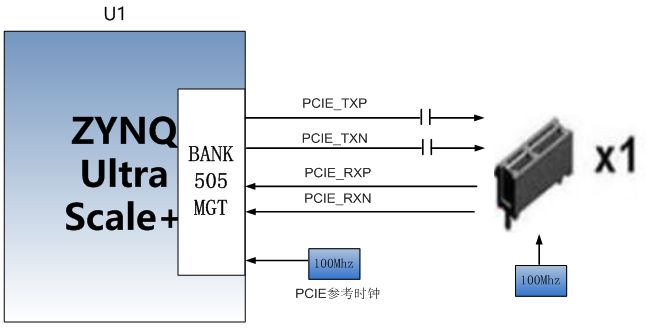 U1
ZYNQ
Ultra
Scale+
BANK
505
MGT
PCIE_TXP
PCIE_TXN
PCIE_RXP
PCIE_RXN
x1
100Mhz
PCIE参考时钟
100Mhz